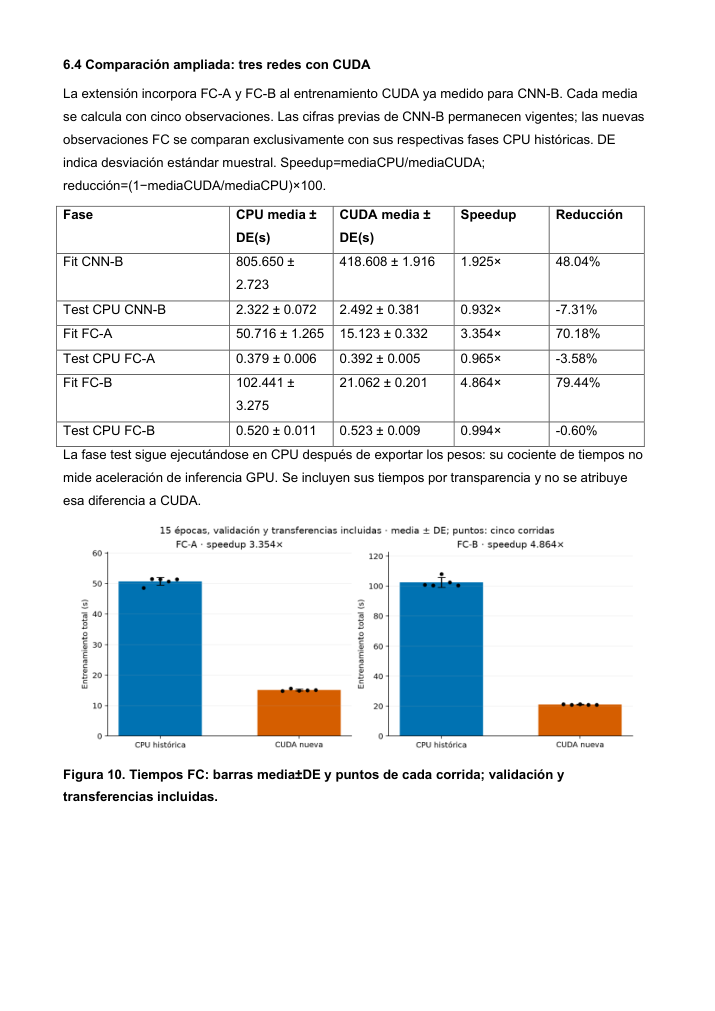 6.4 Comparación ampliada: tres redes con CUDA
La extensión incorpora FC-A y FC-B al entrenamiento CUDA ya medido para CNN-B. Cada media
se calcula con cinco observaciones. Las cifras previas de CNN-B permanecen vigentes; las nuevas
observaciones FC se comparan exclusivamente con sus respectivas fases CPU históricas. DE
indica desviación estándar muestral. Speedup=mediaCPU/mediaCUDA;
reducción=(1−mediaCUDA/mediaCPU)×100.
Fase CPU media ± CUDA media ± Speedup Reducción
DE(s) DE(s)
Fit CNN-B 805.650 ± 418.608 ± 1.916 1.925× 48.04%
2.723
Test CPU CNN-B 2.322 ± 0.072 2.492 ± 0.381 0.932× -7.31%
Fit FC-A 50.716 ± 1.265 15.123 ± 0.332 3.354× 70.18%
Test CPU FC-A 0.379 ± 0.006 0.392 ± 0.005 0.965× -3.58%
Fit FC-B 102.441 ± 21.062 ± 0.201 4.864× 79.44%
3.275
Test CPU FC-B 0.520 ± 0.011 0.523 ± 0.009 0.994× -0.60%
La fase test sigue ejecutándose en CPU después de exportar los pesos: su cociente de tiempos no
mide aceleración de inferencia GPU. Se incluyen sus tiempos por transparencia y no se atribuye
esa diferencia a CUDA.
15 épocas, validación y transferencias incluidas · media ± DE; puntos: cinco corridas
FC-A · speedup 3.354×
Entrenamiento total (s)
60
50
40
30
20
10
0
CPU histórica CUDA nueva
FC-B · speedup 4.864×
Entrenamiento total (s)
120
100
80
60
40
20
0
CPU histórica CUDA nueva
Figura 10. Tiempos FC: barras media±DE y puntos de cada corrida; validación y
transferencias incluidas.